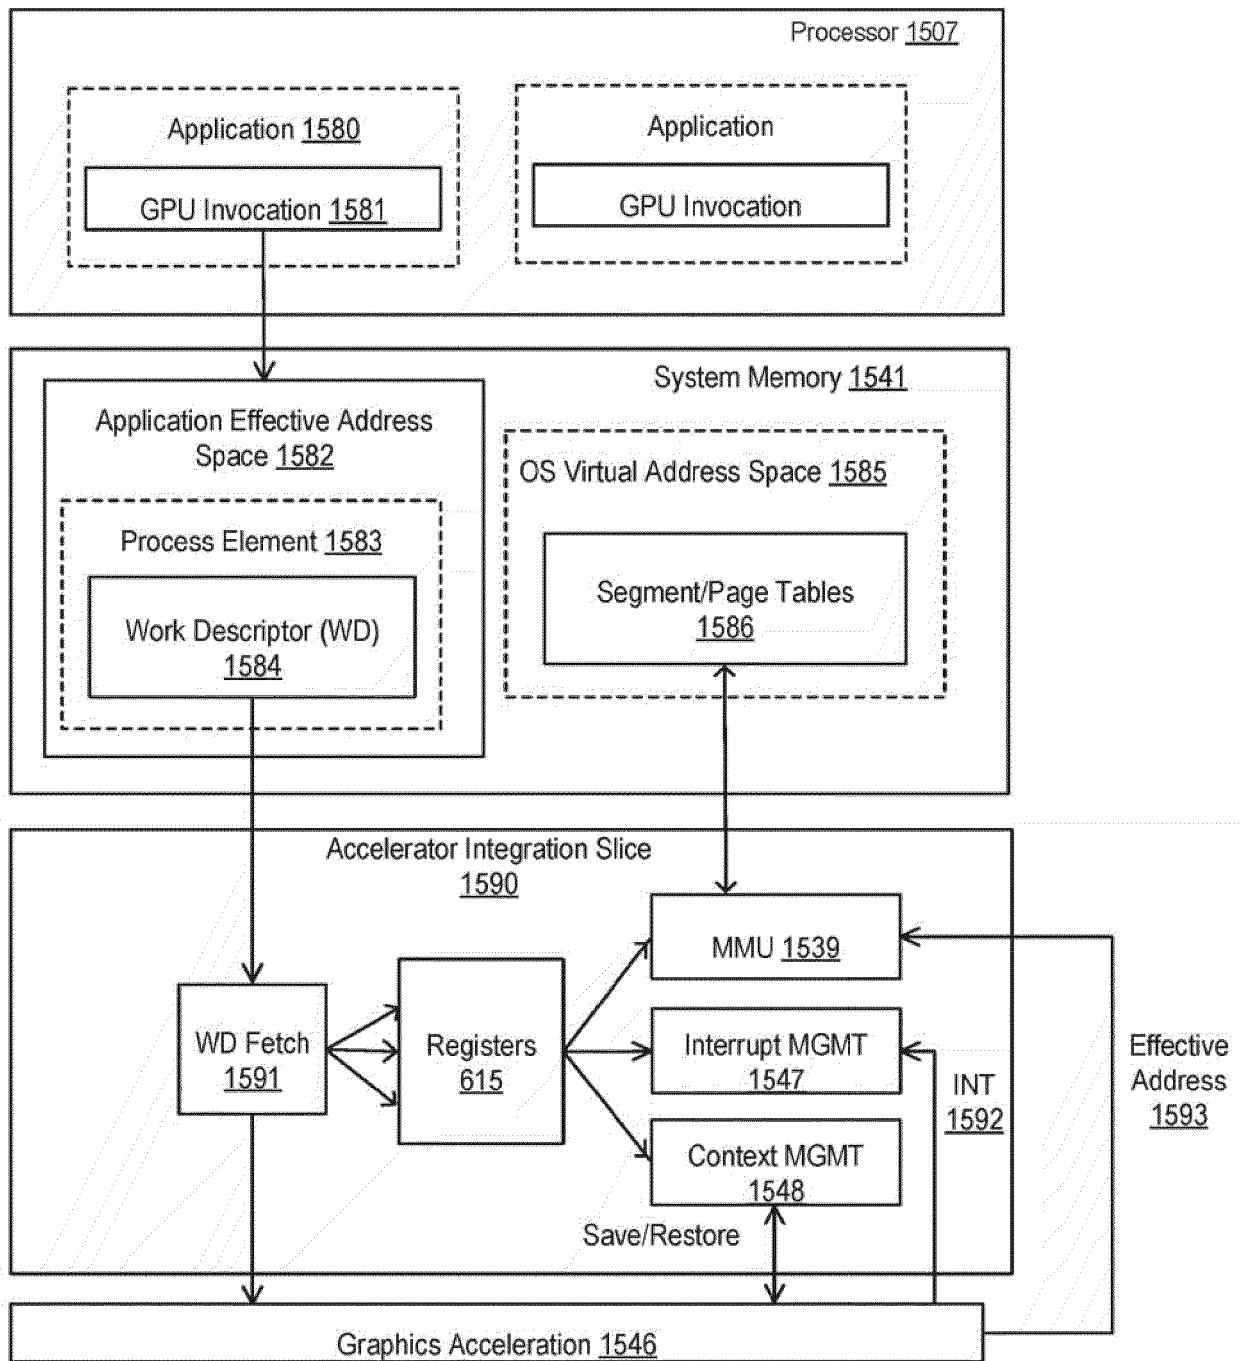 Processor 1507
Application 1580
GPU Invocation 1581
Application
GPU Invocation
System Memory 1541
Application Effective Address
Space 1582
OS Virtual Address Space 1585
Process Element 1583
Work Descriptor (WD)
1584
Segment/Page Tables
1586
Accelerator Integration Slice
1590
WD Fetch
1591
Registers
615
MMU 1539
Interrupt MGMT
1547
Context MGMT
1548
Save/Restore
INT
1592
Effective
Address
1593
Graphics Acceleration 1546